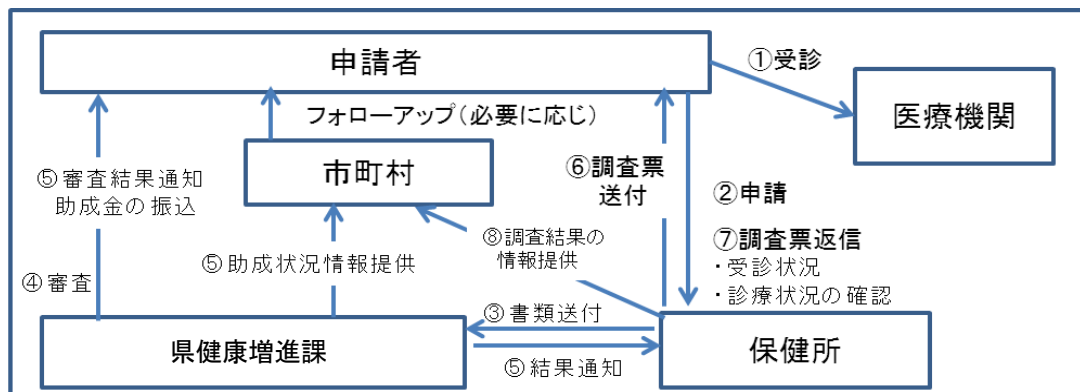 申請者
①受診
医療機関
フォローアップ（必要に応じ）
市町村
⑤審査結果通知
助成金の振込
⑥調査票
送付
②申請
⑦調査票返信
・受診状況
・診療状況の確認
⑧調査結果の
情報提供
⑤助成状況情報提供
④審査
③書類送付
県健康増進課
保健所
⑤結果通知